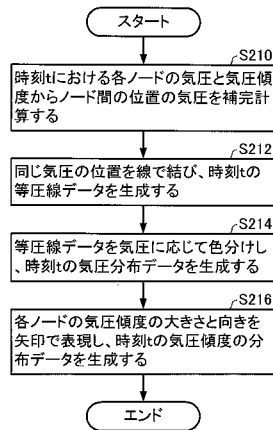 スタート
S210
時刻tにおける各ノードの気圧と気圧傾
度からノード間の位置の気圧を補完計
算する
S212
同じ気圧の位置を線で結び、時刻tの
等圧線データを生成する
S214
等圧線データを気圧に応じて色分けし
、時刻tの気圧分布データを生成する
S216
各ノードの気圧傾度の大きさと向きを
矢印で表現し、時刻tの気圧傾度の分
布データを生成する
エンド